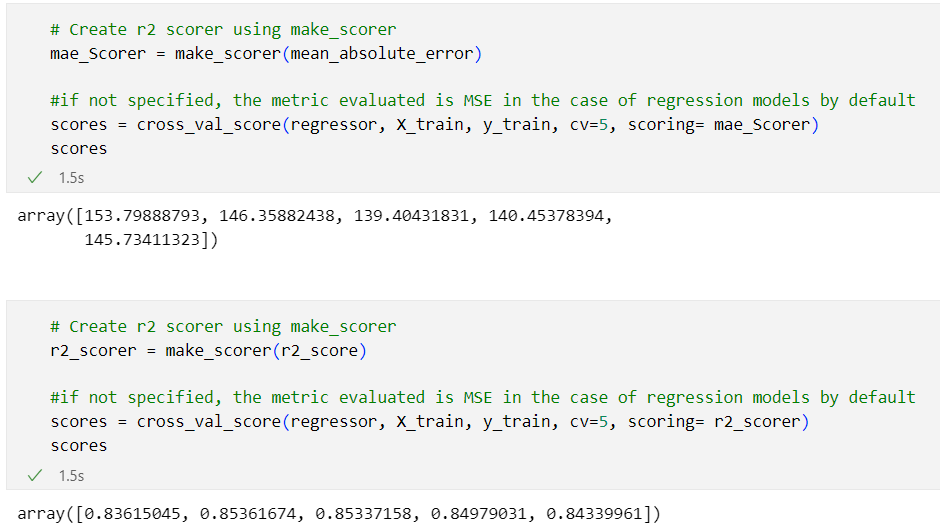 # Create r2 scorer using make_scorer
mae_Scorer = make_scorer(mean_absolute_error)
#if not specified, the metric evaluated is MSE in the case of regression models by default
scores = cross_val_score(regressor, X_train, y_train, cv=5, scoring= mae_Scorer)
scores
✓ 1.5s
array([153.79888793, 146.35882438, 139.40431831, 140.45378394,
145.73411323])
# Create r2 scorer using make_scorer
r2_scorer = make_scorer(r2_score)
#if not specified, the metric evaluated is MSE in the case of regression models by default
scores = cross_val_score(regressor, X_train, y_train, cv=5, scoring= r2_scorer)
scores
✓ 1.5s
array([0.83615045, 0.85361674, 0.85337158, 0.84979031, 0.84339961])